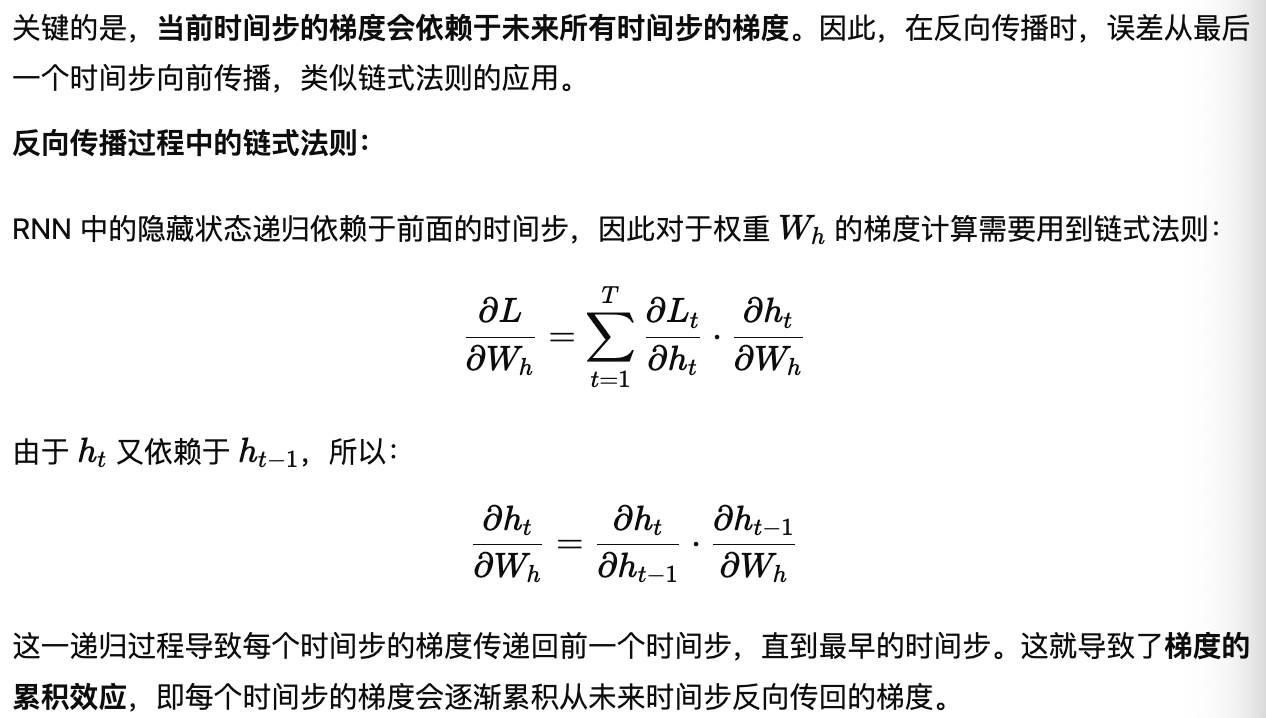 关键的是，当前时间步的梯度会依赖于未来所有时间步的梯度。因此，在反向传播时，误差从最后
一个时间步向前传播，类似链式法则的应用。
反向传播过程中的链式法则：
RNN 中的隐藏状态递归依赖于前面的时间步，因此对于权重 $W_h$ 的梯度计算需要用到链式法则：
$\frac{\partial L}{\partial W_h} = \sum_{t=1}^{T} \frac{\partial L_t}{\partial h_t} \cdot \frac{\partial h_t}{\partial W_h}$
由于 $h_t$ 又依赖于 $h_{t-1}$，所以：
$\frac{\partial h_t}{\partial W_h} = \frac{\partial h_t}{\partial h_{t-1}} \cdot \frac{\partial h_{t-1}}{\partial W_h}$
这一递归过程导致每个时间步的梯度传递回前一个时间步，直到最早的时间步。这就导致了梯度的
累积效应，即每个时间步的梯度会逐渐累积从未来时间步反向传回的梯度。